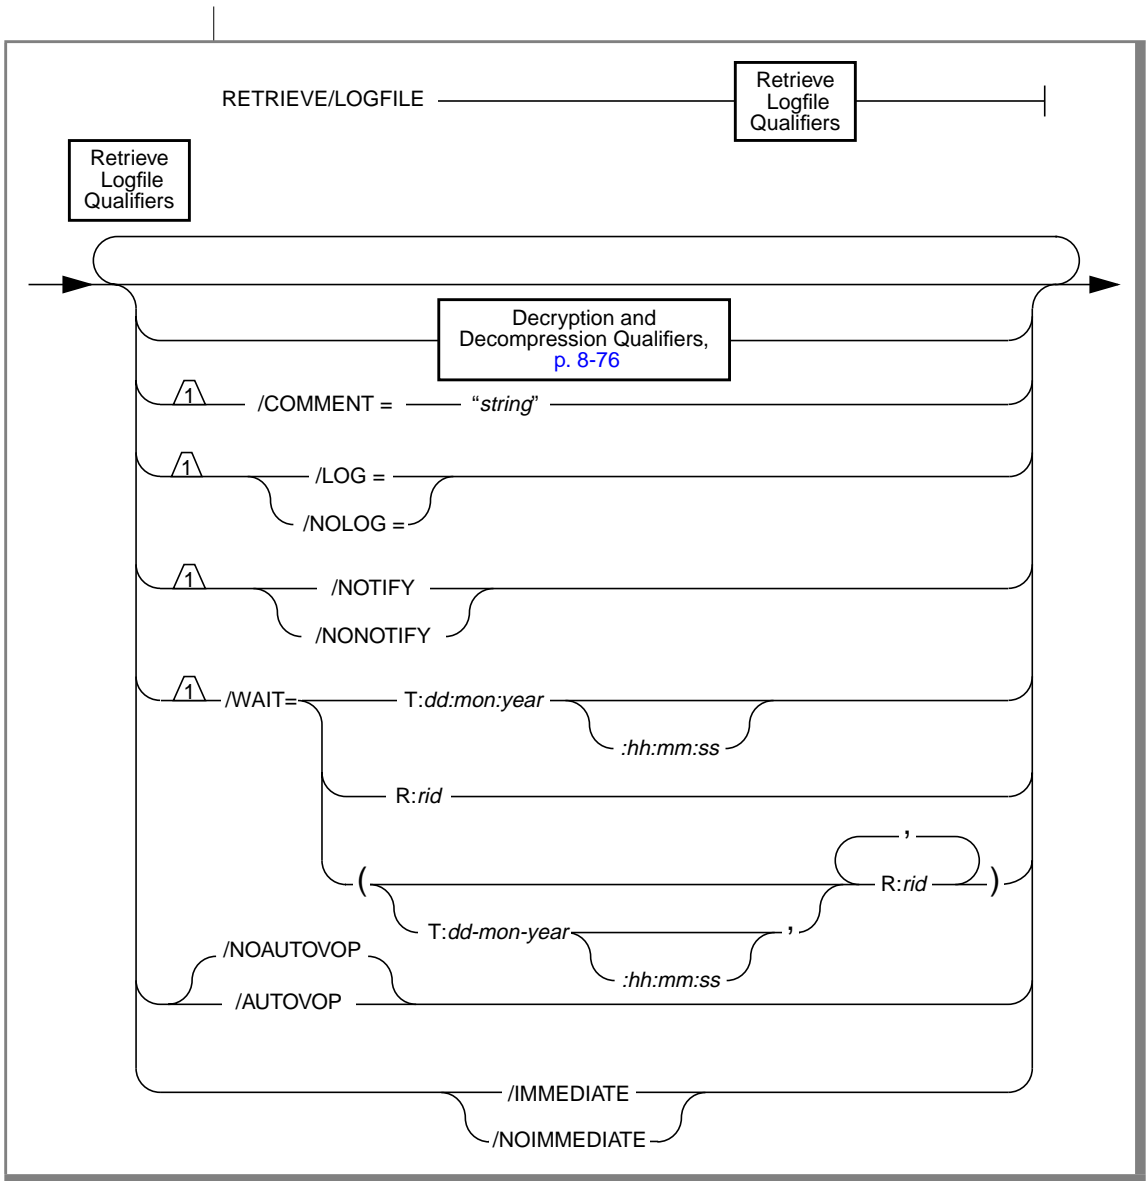 RETRIEVE/LOGFILE
Retrieve
Logfile
Qualifiers
Retrieve
Logfile
Qualifiers
Decryption and
Decompression Qualifiers,
p. 8-76
1 /COMMENT = “string”
1 /LOG =
/NOLOG =
1 /NOTIFY
/NONOTIFY
1 /WAIT= T:dd:mon:year
:hh:mm:ss
R:rid
,
( R:rid )
T:dd-mon-year ,
:hh:mm:ss
/NOAUTOVOP
/AUTOVOP
/IMMEDIATE
/NOIMMEDIATE